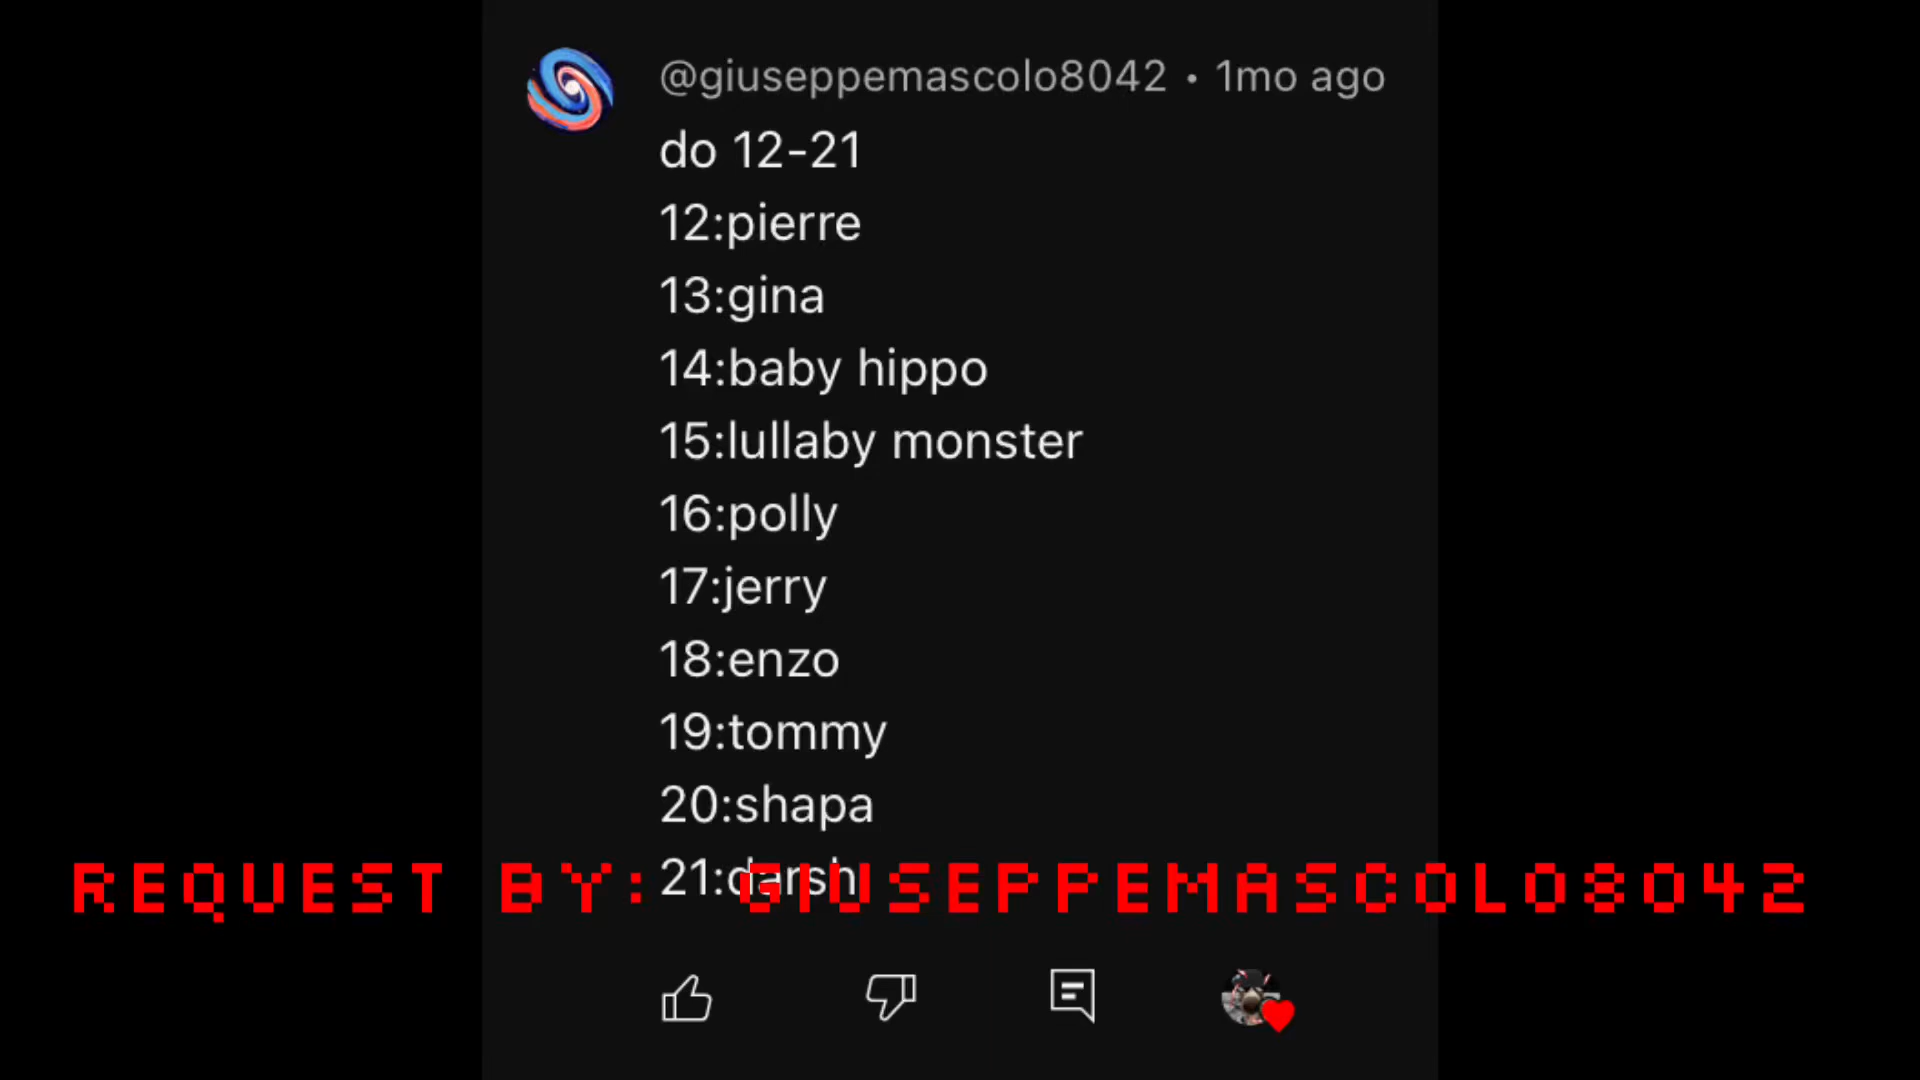 @giuseppemascolo8042 • 1mo ago
do 12-21
12:pierre
13:gina
14:baby hippo
15:lullaby monster
16:polly
17:jerry
18:enzo
19:tommy
20:shapa
21:darsh
REQUEST BY: GIUSEPPEMASCOLO8042